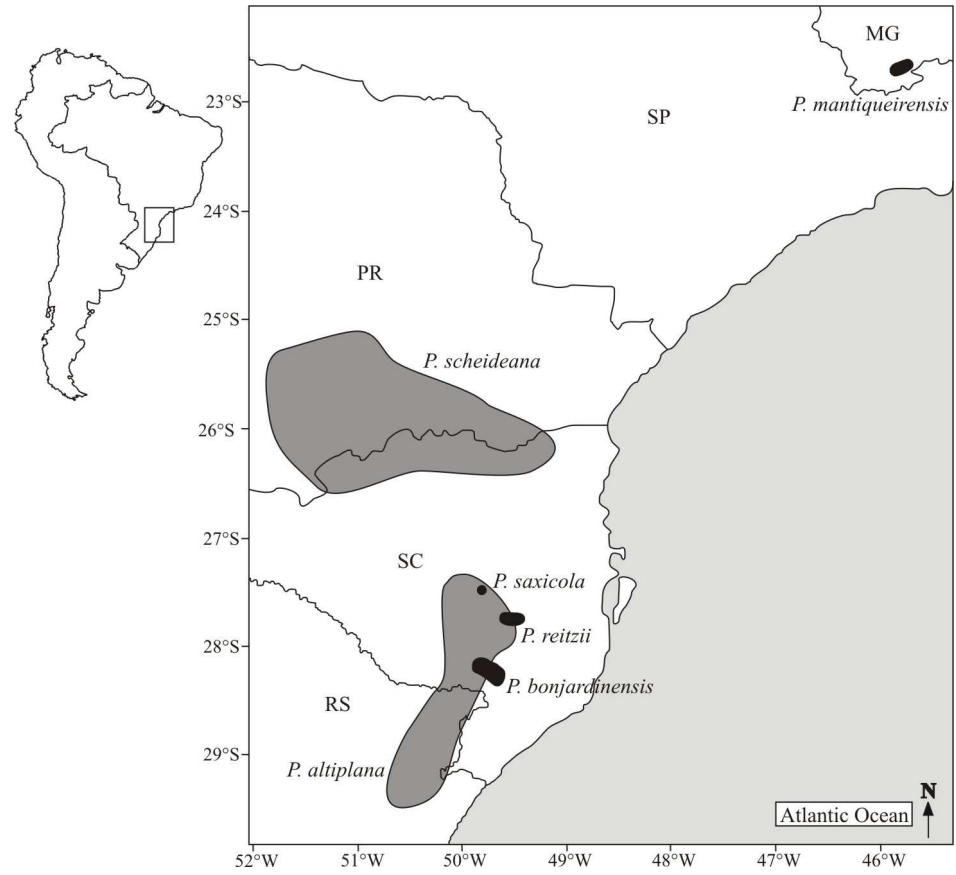 MG
23°S
P. mantiqueirensis
SP
24°S
PR
25°S
P. scheideana
26°S
27°S
SC
P. saxicola
P. reitzii
28°S
P. bonjardinensis
RS
29°S
P. altiplana
N
Atlantic Ocean
52°W 51°W 50°W 49°W 48°W 47°W 46°W